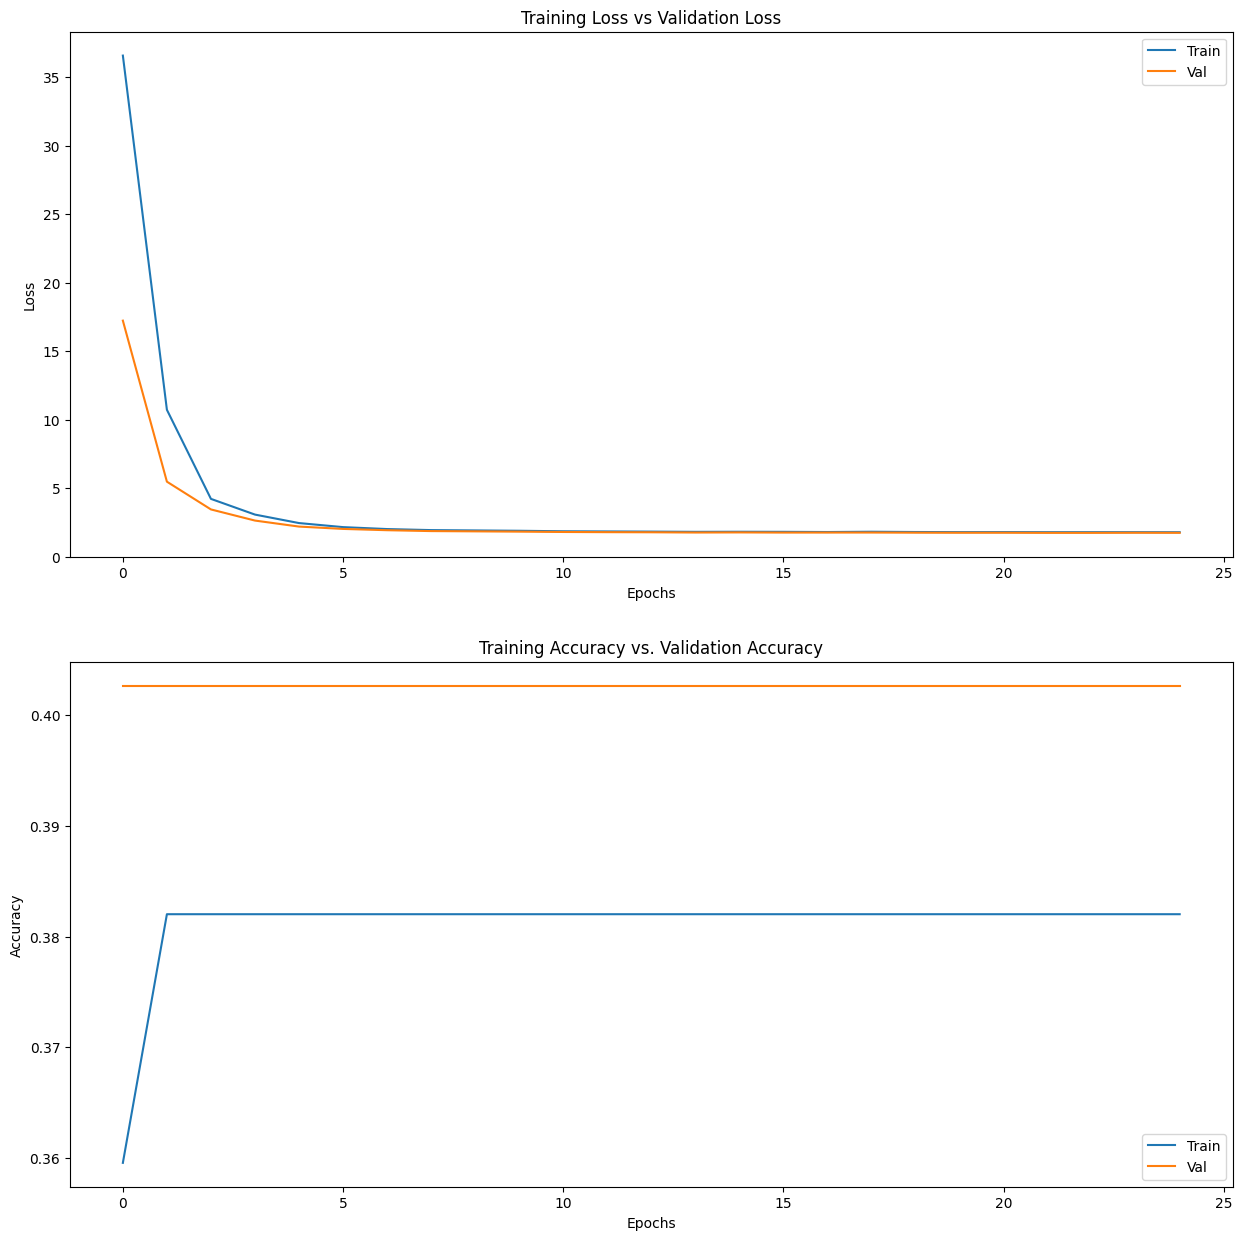 Training Loss vs Validation Loss
Train
Val
35
30
25
20
15
10
5
0
Loss
0 5 10 15 20 25
Epochs
Training Accuracy vs. Validation Accuracy
0.40
0.39
0.38
0.37
0.36
Accuracy
Train
Val
0 5 10 15 20 25
Epochs